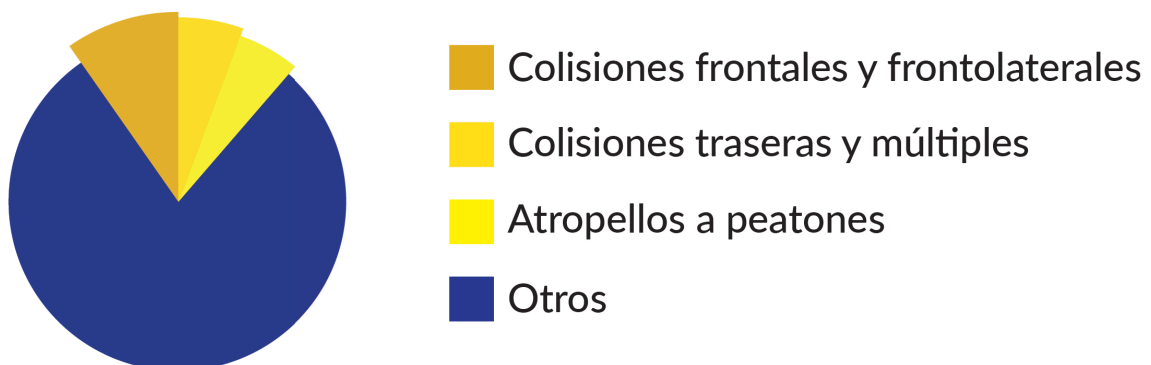 Colisiones frontales y frontolaterales
Colisiones traseras y múltiples
Atropellos a peatones
Otros